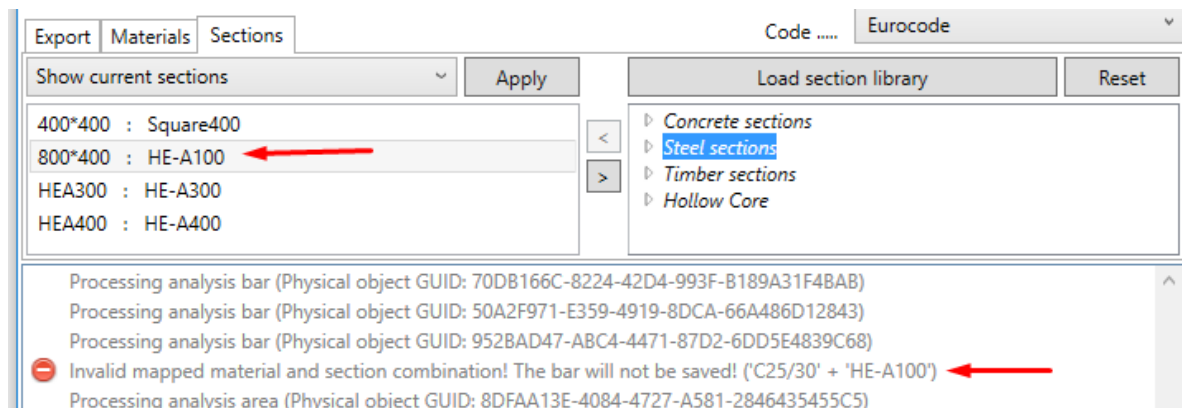 Export Materials Sections Code ..... Eurocode
Show current sections Apply Load section library Reset
400*400 : Square400
800*400 : HE-A100
HEA300 : HE-A300
HEA400 : HE-A400
<
>
Concrete sections
Steel sections
Timber sections
Hollow Core
Processing analysis bar (Physical object GUID: 70DB166C-8224-42D4-993F-B189A31F4BAB)
Processing analysis bar (Physical object GUID: 50A2F971-E359-4919-8DCA-66A486D12843)
Processing analysis bar (Physical object GUID: 952BAD47-ABC4-4471-87D2-6DD5E4839C68)
Invalid mapped material and section combination! The bar will not be saved! ('C25/30' + 'HE-A100')
Processing analysis area (Physical object GUID: 8DFAA13E-4084-4727-A581-2846435455C5)